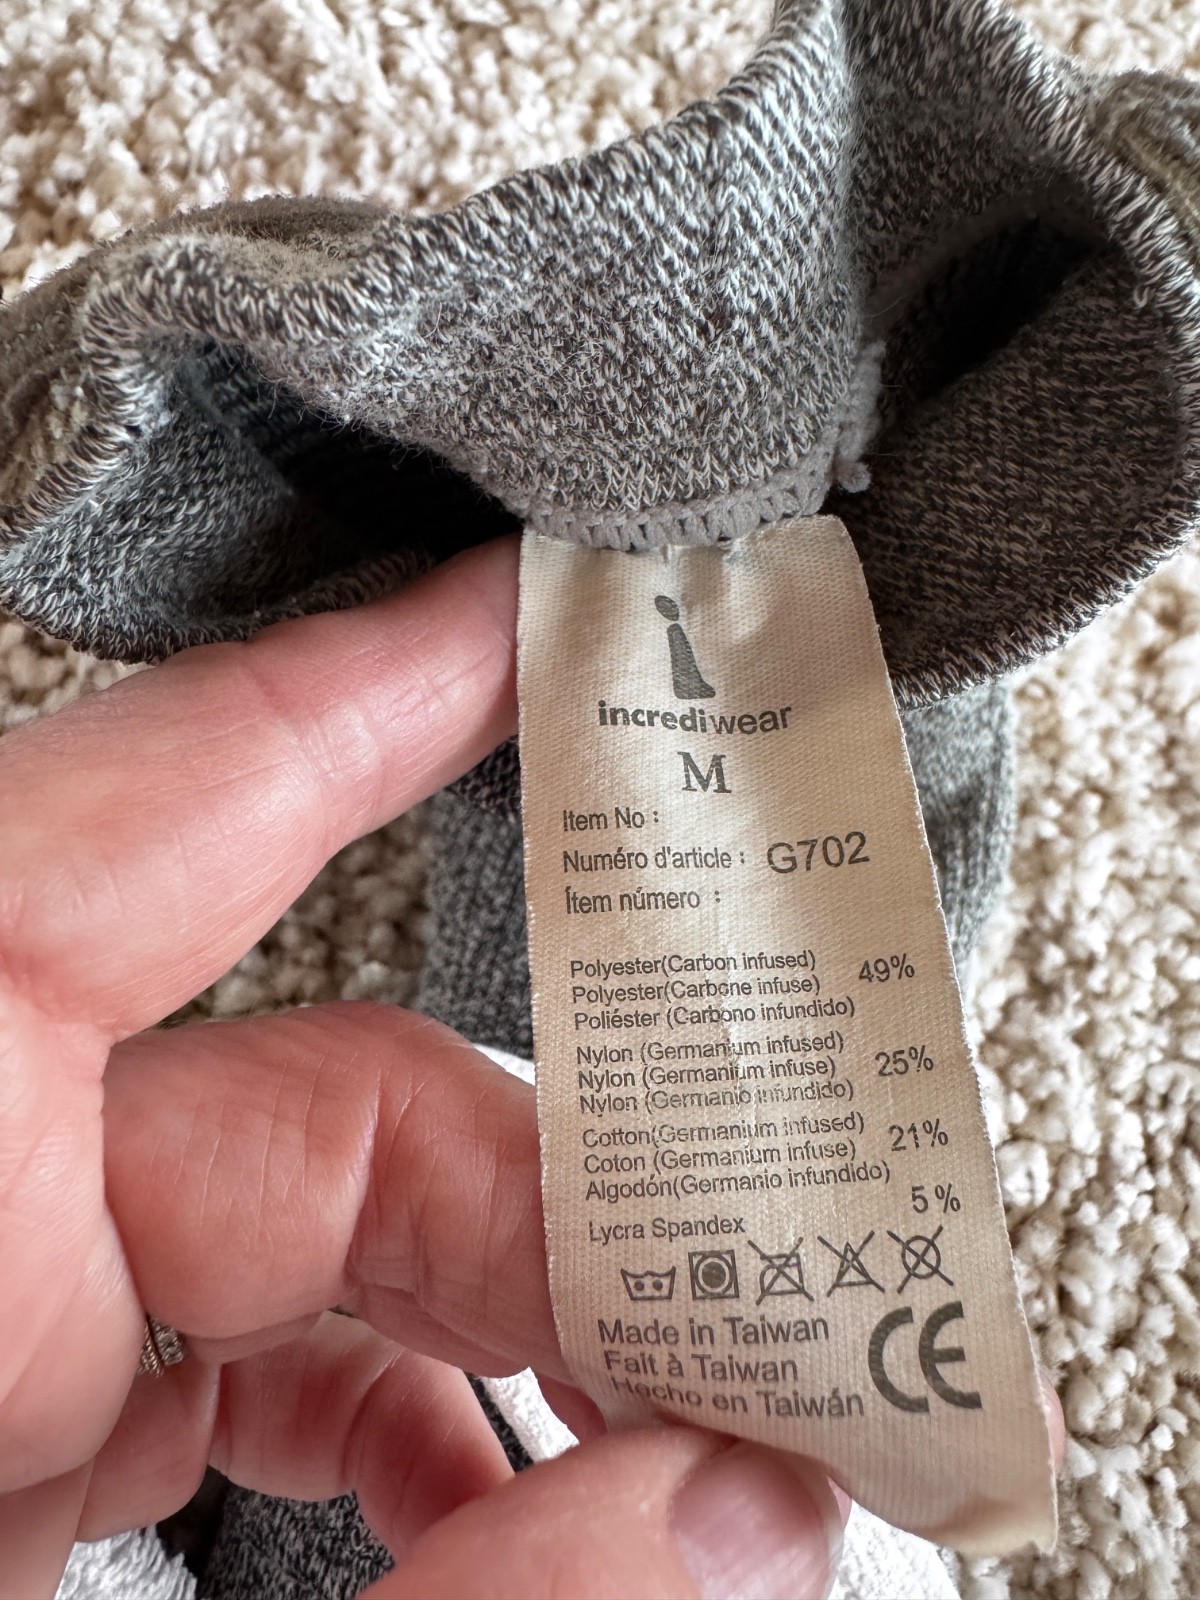 incrediwear
M
Item No :
Numéro d'article : G702
Ítem número :
Polyester(Carbon infused)
Polyester(Carbone infuse) 49%
Poliéster (Carbono infundido)
Nylon (Germanium infused)
Nylon (Germanium infuse) 25%
Nylon (Germanio infundido)
Cotton(Germanium infused)
Coton (Germanium infuse) 21%
Algodón(Germanio infundido)
Lycra Spandex 5%
Made in Taiwan
Fait à Taiwan
Hecho en Taiwán
CE